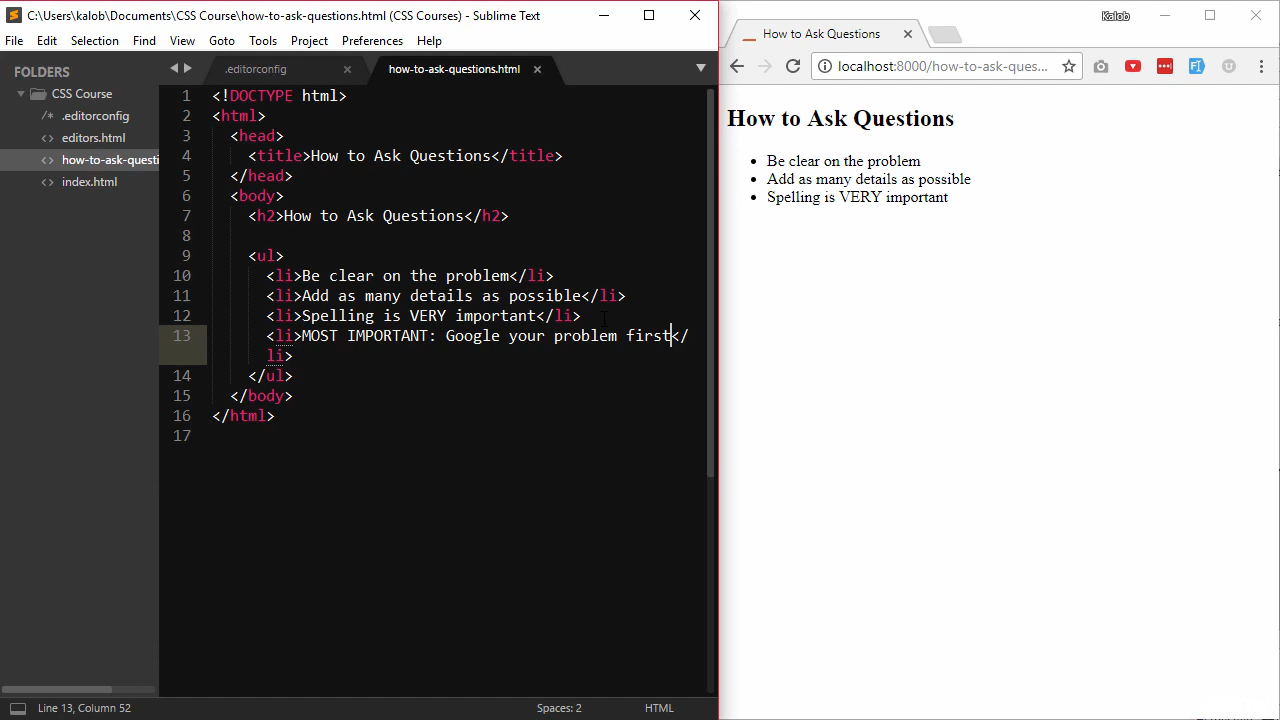 C:\Users\kalob\Documents\CSS Course\how-to-ask-questions.html (CSS Courses) - Sublime Text
File Edit Selection Find View Goto Tools Project Preferences Help
FOLDERS
CSS Course
/* .editorconfig
<> editors.html
<> how-to-ask-questi
<> index.html
.editorconfig
how-to-ask-questions.html
1 <!DOCTYPE html>
2 <html>
3 <head>
4 <title>How to Ask Questions</title>
5 </head>
6 <body>
7 <h2>How to Ask Questions</h2>
8
9 <ul>
10 <li>Be clear on the problem</li>
11 <li>Add as many details as possible</li>
12 <li>Spelling is VERY important</li>
13 <li>MOST IMPORTANT: Google your problem first</
li>
14 </ul>
15 </body>
16 </html>
17
Line 13, Column 52
Spaces: 2
HTML
Kalob
How to Ask Questions
localhost:8000/how-to-ask-ques...
How to Ask Questions
• Be clear on the problem
• Add as many details as possible
• Spelling is VERY important